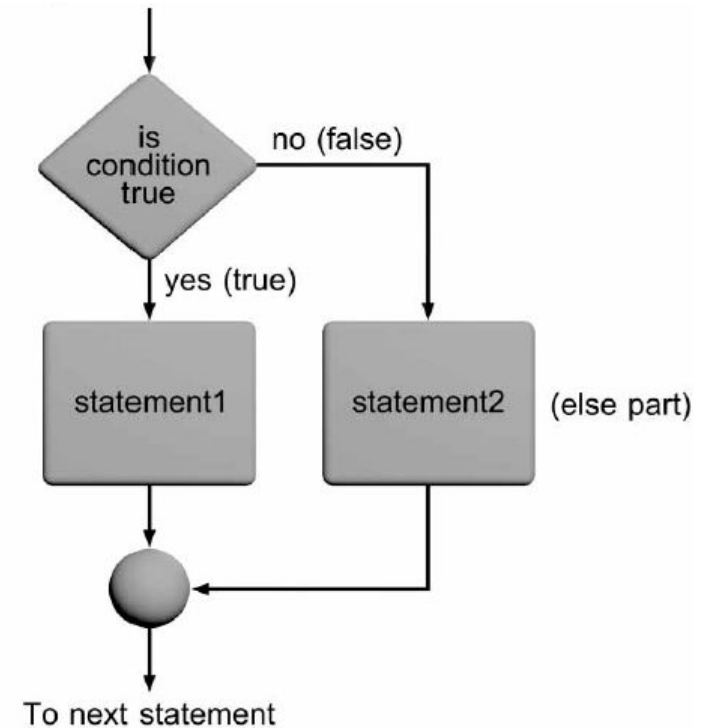 is
condition
true
no (false)
yes (true)
statement1
statement2
(else part)
To next statement